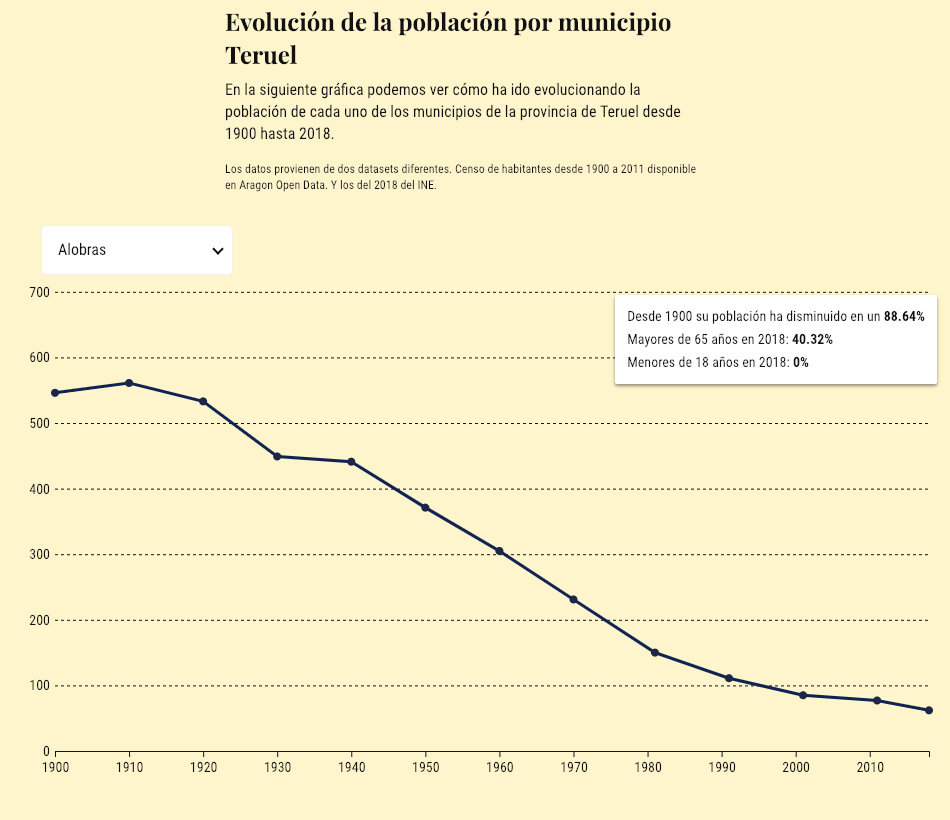 Evolución de la población por municipio
Teruel
En la siguiente gráfica podemos ver cómo ha ido evolucionando la
población de cada uno de los municipios de la provincia de Teruel desde
1900 hasta 2018.
Los datos provienen de dos datasets diferentes. Censo de habitantes desde 1900 a 2011 disponible
en Aragon Open Data. Y los del 2018 del INE.
Alobras
700
Desde 1900 su población ha disminuido en un 88.64%
Mayores de 65 años en 2018: 40.32%
Menores de 18 años en 2018: 0%
600
500
400
300
200
100
0
1900 1910 1920 1930 1940 1950 1960 1970 1980 1990 2000 2010